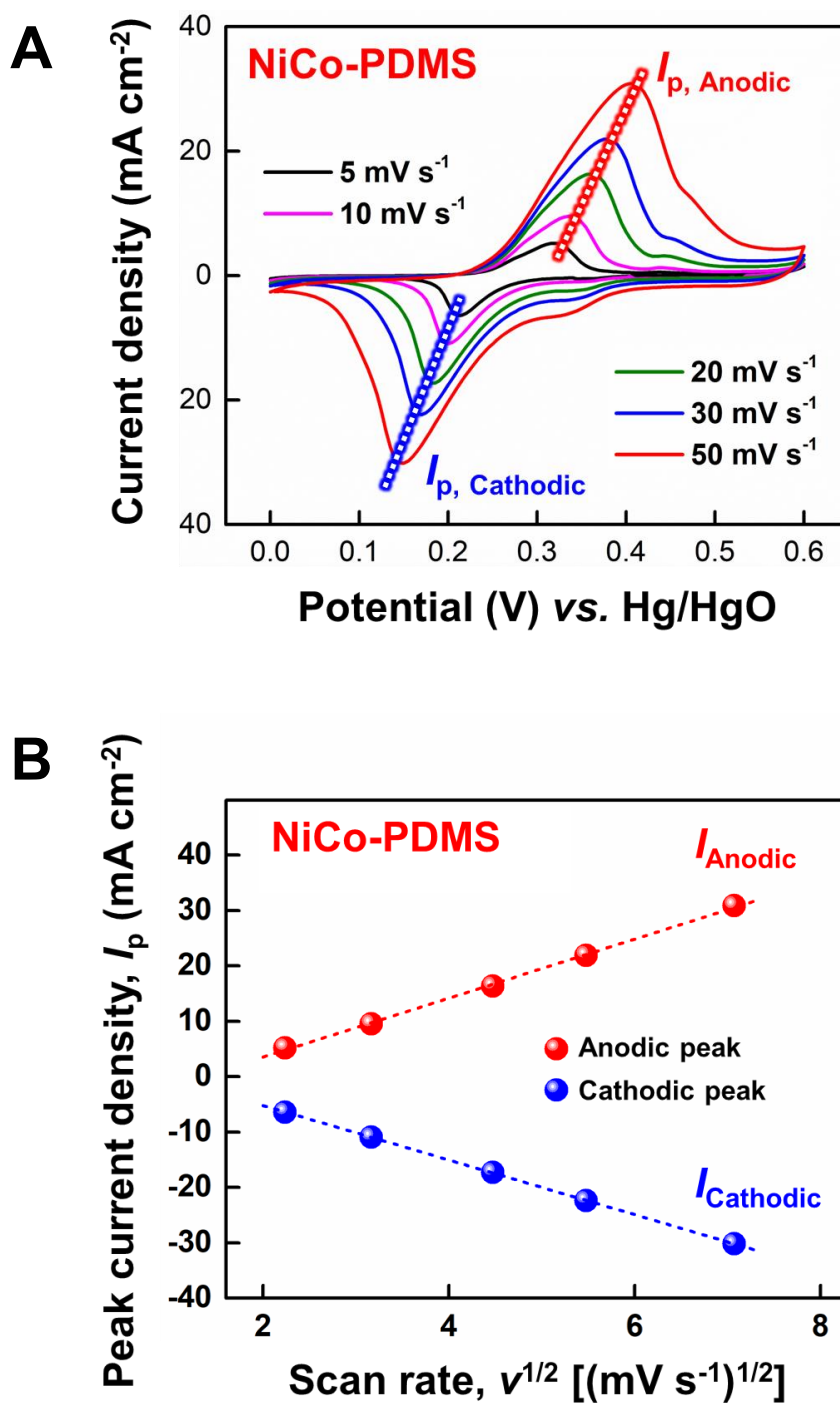 A
NiCo-PDMS
Ip, Anodic
5 mV s-1
10 mV s-1
20 mV s-1
30 mV s-1
50 mV s-1
Ip, Cathodic
40
20
0
20
40
0.0 0.1 0.2 0.3 0.4 0.5 0.6
Current density (mA cm-2)
Potential (V) vs. Hg/HgO
B
NiCo-PDMS
IAnodic
Anodic peak
Cathodic peak
ICathodic
40
30
20
10
0
-10
-20
-30
-40
2 4 6 8
Peak current density, Ip (mA cm-2)
Scan rate, v1/2 [(mV s-1)1/2]